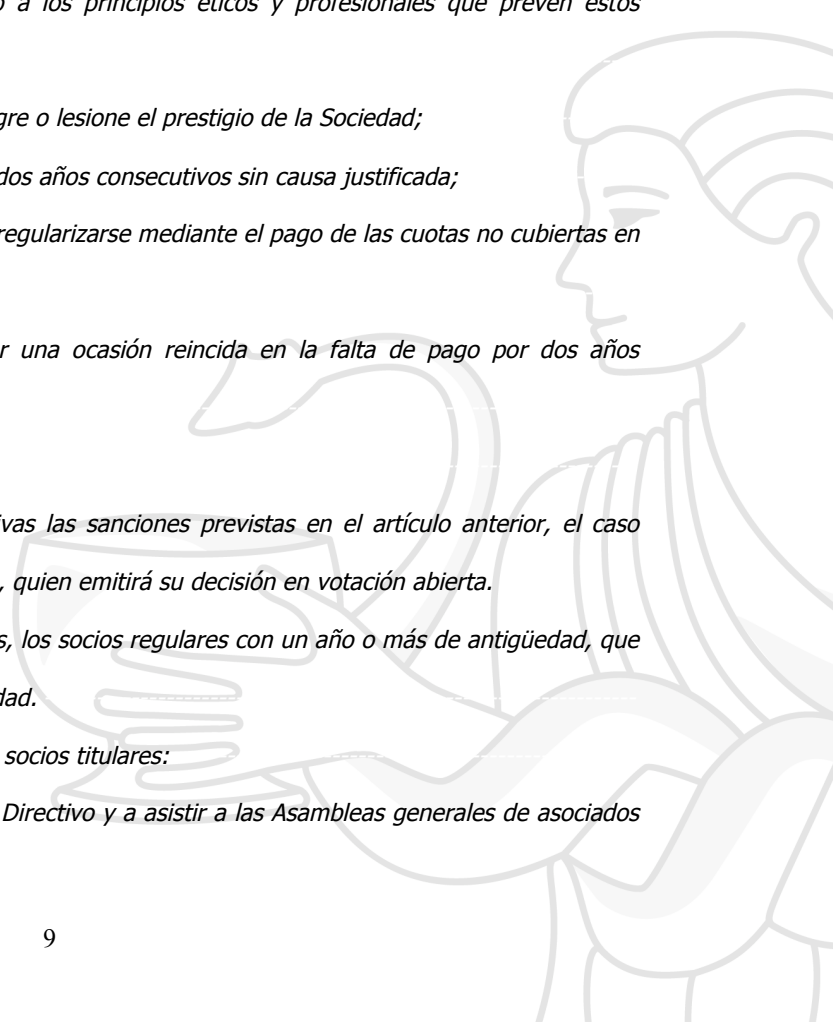 a los principios éticos y profesionales que prevén estos
gre o lesione el prestigio de la Sociedad;
dos años consecutivos sin causa justificada;
regularizarse mediante el pago de las cuotas no cubiertas en
r una ocasión reincida en la falta de pago por dos años
ivas las sanciones previstas en el artículo anterior, el caso
, quien emitirá su decisión en votación abierta.
s, los socios regulares con un año o más de antigüedad, que
dad.
socios titulares:
Directivo y a asistir a las Asambleas generales de asociados
9